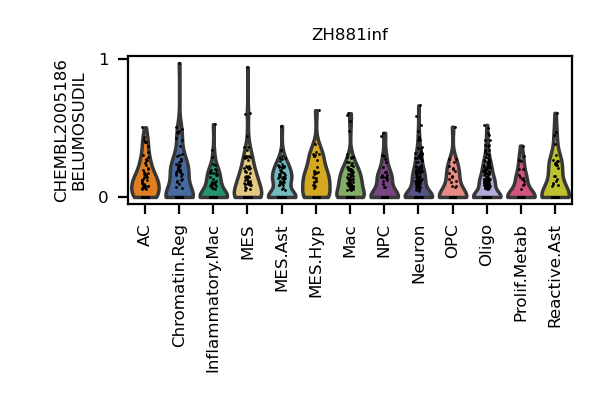 ZH881inf
CHEMBL2005186
BELUMOSUDIL
1
0
AC
Chromatin.Reg
Inflammatory.Mac
MES
MES.Ast
MES.Hyp
Mac
NPC
Neuron
OPC
Oligo
Prolif.Metab
Reactive.Ast